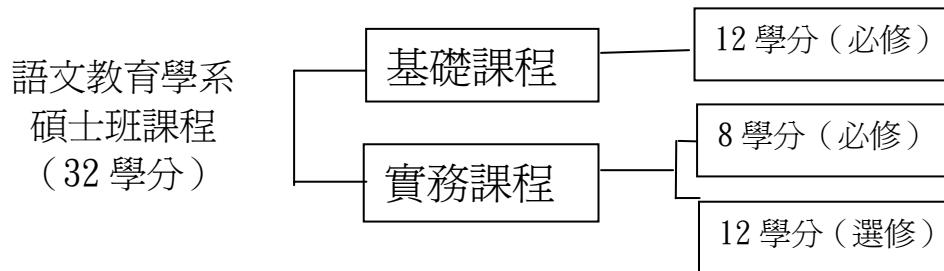 語文教育學系
碩士班課程
（32 學分）
基礎課程
12 學分（必修）
實務課程
8 學分（必修）
12 學分（選修）